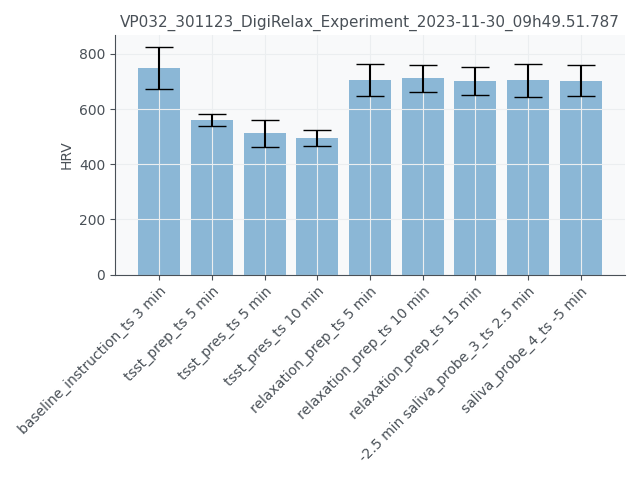 VP032_301123_DigiRelax_Experiment_2023-11-30_09h49.51.787
HRV
800
600
400
200
0
baseline_instruction_ts 3 min
tsst_prep_ts 5 min
tsst_pres_ts 5 min
tsst_pres_ts 10 min
relaxation_prep_ts 5 min
relaxation_prep_ts 10 min
relaxation_prep_ts 15 min
-2.5 min saliva_probe_3_ts 2.5 min
saliva_probe_4_ts -5 min